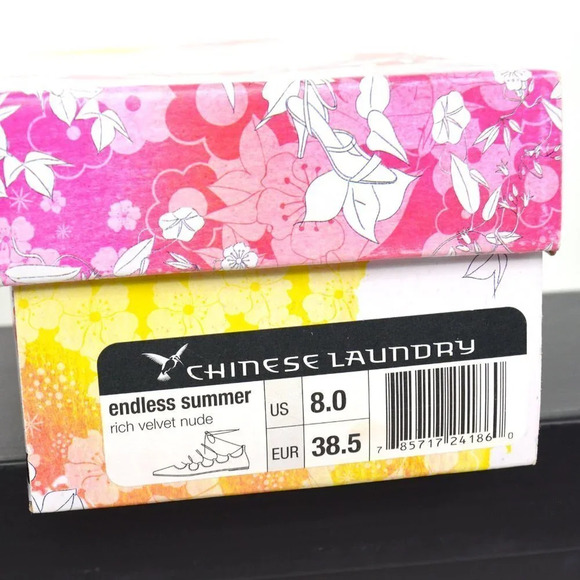 CHINESE LAUNDRY
endless summer
rich velvet nude
US 8.0
EUR 38.5
7 85717 24186 0